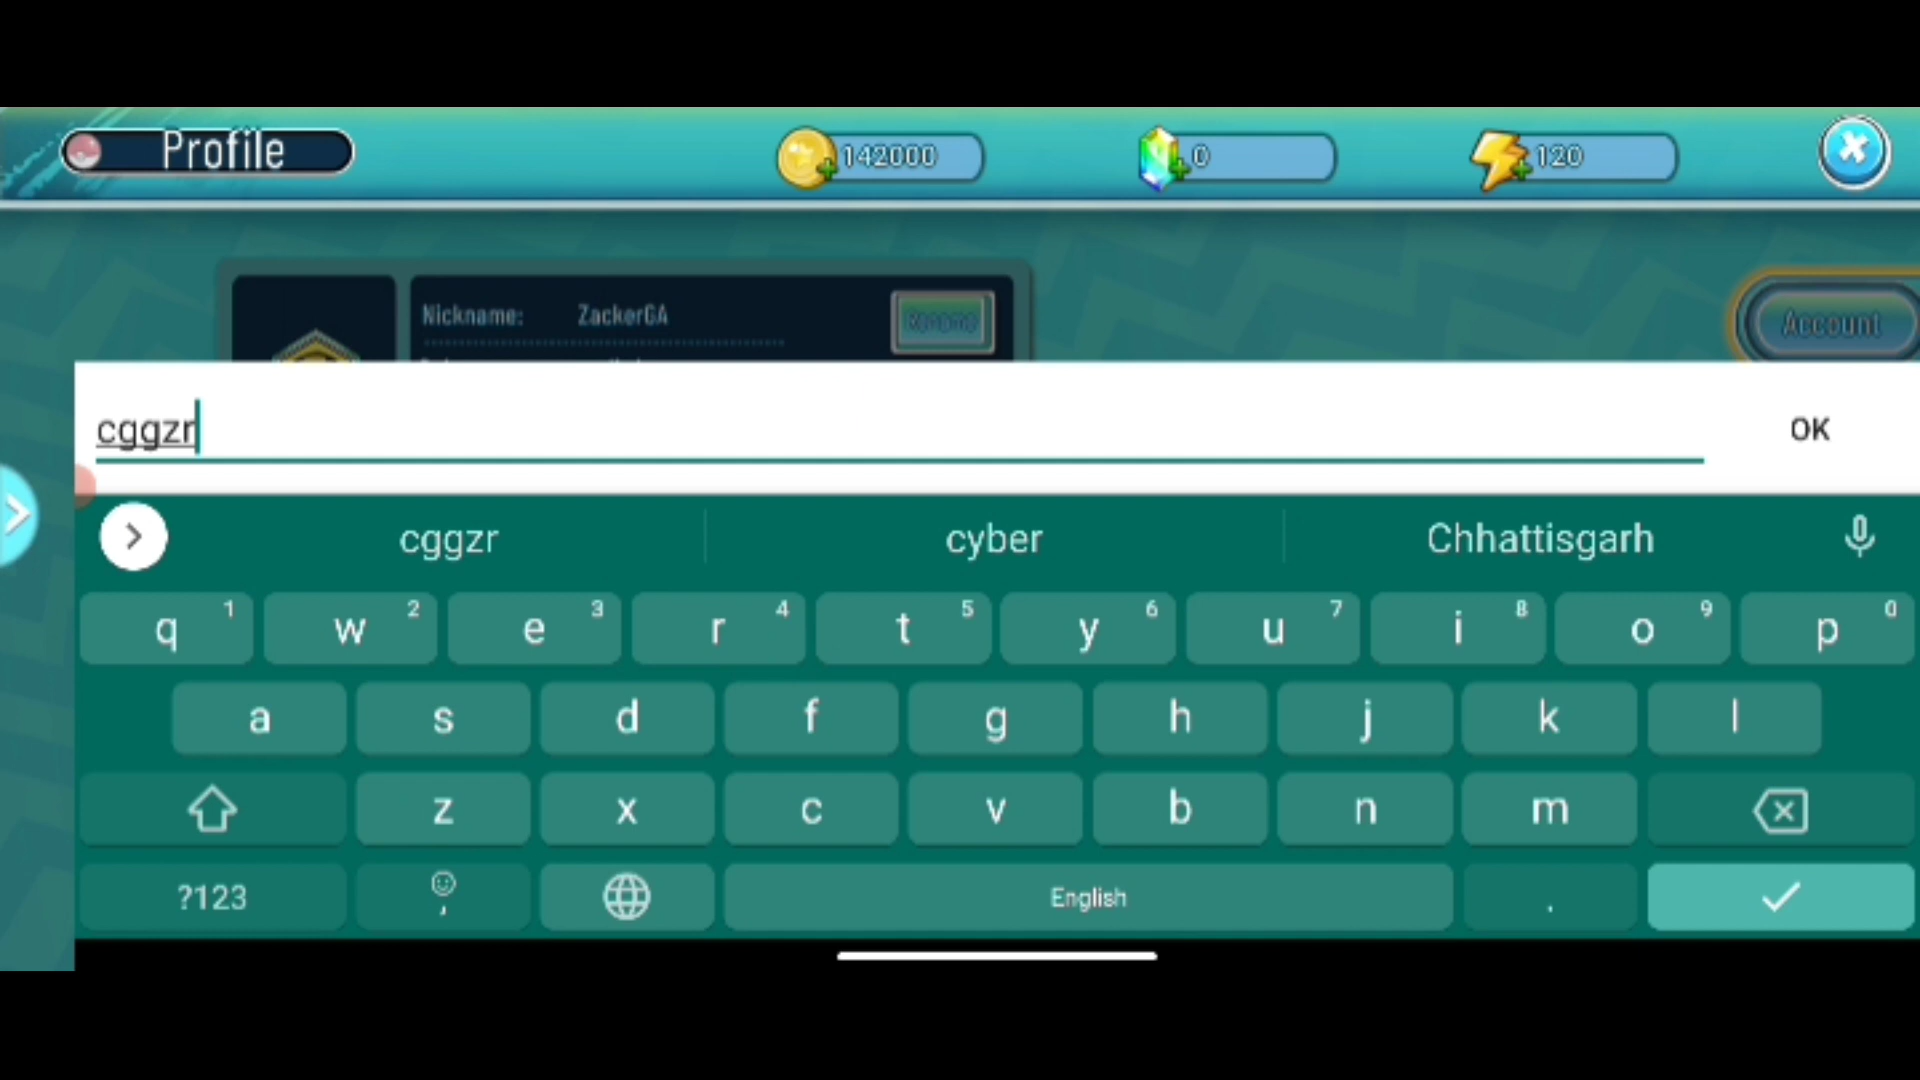 Profile
142000
0
120
Nickname: ZackerGA
Rename
Account
cggzr
OK
cggzr cyber Chhattisgarh
q 1 w 2 e 3 r 4 t 5 y 6 u 7 i 8 o 9 p 0
a s d f g h j k l
z x c v b n m
?123 , English .